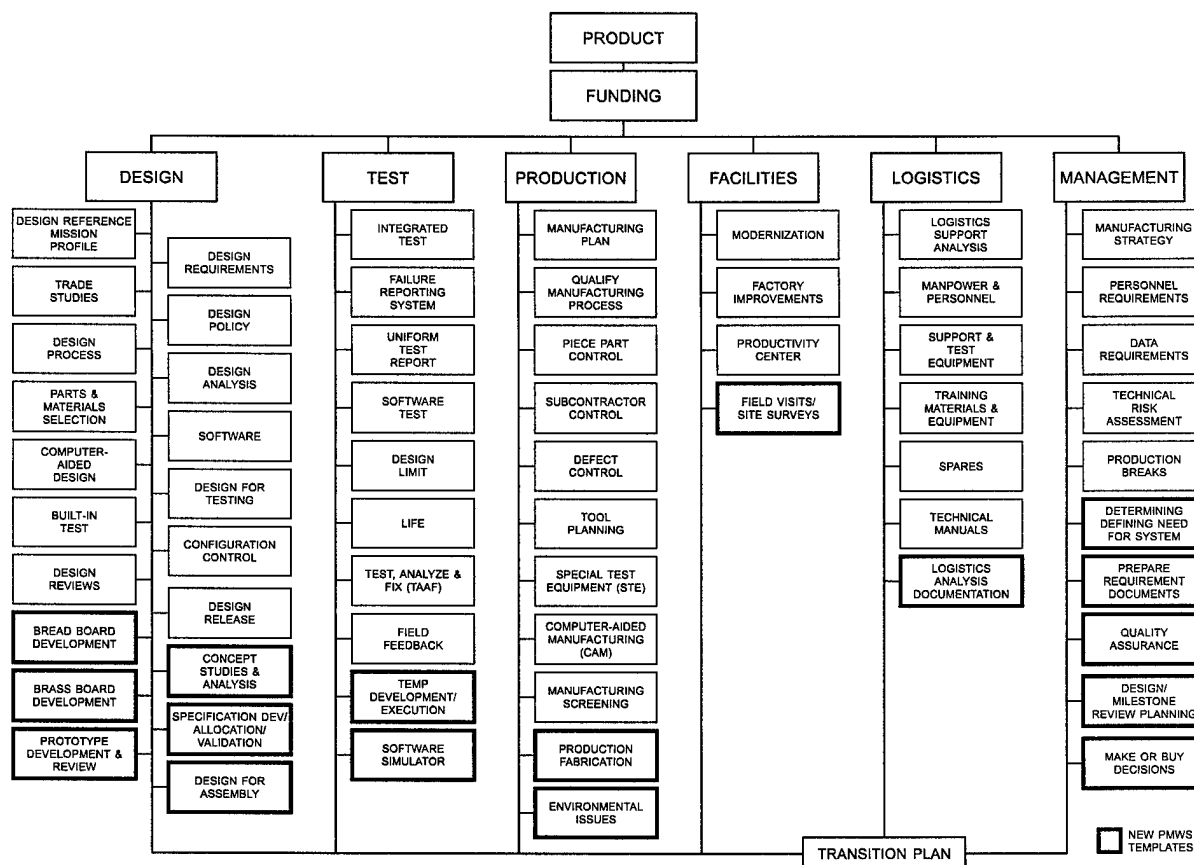 PRODUCT
FUNDING
DESIGN
TEST
PRODUCTION
FACILITIES
LOGISTICS
MANAGEMENT
DESIGN REFERENCE
MISSION
PROFILE
TRADE
STUDIES
DESIGN
PROCESS
PARTS &
MATERIALS
SELECTION
COMPUTER-
AIDED
DESIGN
BUILT-IN
TEST
DESIGN
REVIEWS
BREAD BOARD
DEVELOPMENT
BRASS BOARD
DEVELOPMENT
PROTOTYPE
DEVELOPMENT &
REVIEW
DESIGN
REQUIREMENTS
DESIGN
POLICY
DESIGN
ANALYSIS
SOFTWARE
DESIGN FOR
TESTING
CONFIGURATION
CONTROL
DESIGN
RELEASE
CONCEPT
STUDIES &
ANALYSIS
SPECIFICATION DEV/
ALLOCATION/
VALIDATION
DESIGN FOR
ASSEMBLY
INTEGRATED
TEST
FAILURE
REPORTING
SYSTEM
UNIFORM
TEST
REPORT
SOFTWARE
TEST
DESIGN
LIMIT
LIFE
TEST, ANALYZE &
FIX (TAAF)
FIELD
FEEDBACK
TEMP
DEVELOPMENT/
EXECUTION
SOFTWARE
SIMULATOR
MANUFACTURING
PLAN
QUALIFY
MANUFACTURING
PROCESS
PIECE PART
CONTROL
SUBCONTRACTOR
CONTROL
DEFECT
CONTROL
TOOL
PLANNING
SPECIAL TEST
EQUIPMENT (STE)
COMPUTER-AIDED
MANUFACTURING
(CAM)
MANUFACTURING
SCREENING
PRODUCTION
FABRICATION
ENVIRONMENTAL
ISSUES
MODERNIZATION
FACTORY
IMPROVEMENTS
PRODUCTIVITY
CENTER
FIELD VISITS/
SITE SURVEYS
LOGISTICS
SUPPORT
ANALYSIS
MANPOWER &
PERSONNEL
SUPPORT &
TEST
EQUIPMENT
TRAINING
MATERIALS &
EQUIPMENT
SPARES
TECHNICAL
MANUALS
LOGISTICS
ANALYSIS
DOCUMENTATION
MANUFACTURING
STRATEGY
PERSONNEL
REQUIREMENTS
DATA
REQUIREMENTS
TECHNICAL
RISK
ASSESSMENT
PRODUCTION
BREAKS
DETERMINING
DEFINING NEED
FOR SYSTEM
PREPARE
REQUIREMENT
DOCUMENTS
QUALITY
ASSURANCE
DESIGN/
MILESTONE
REVIEW PLANNING
MAKE OR BUY
DECISIONS
TRANSITION PLAN
NEW PMWS
TEMPLATES